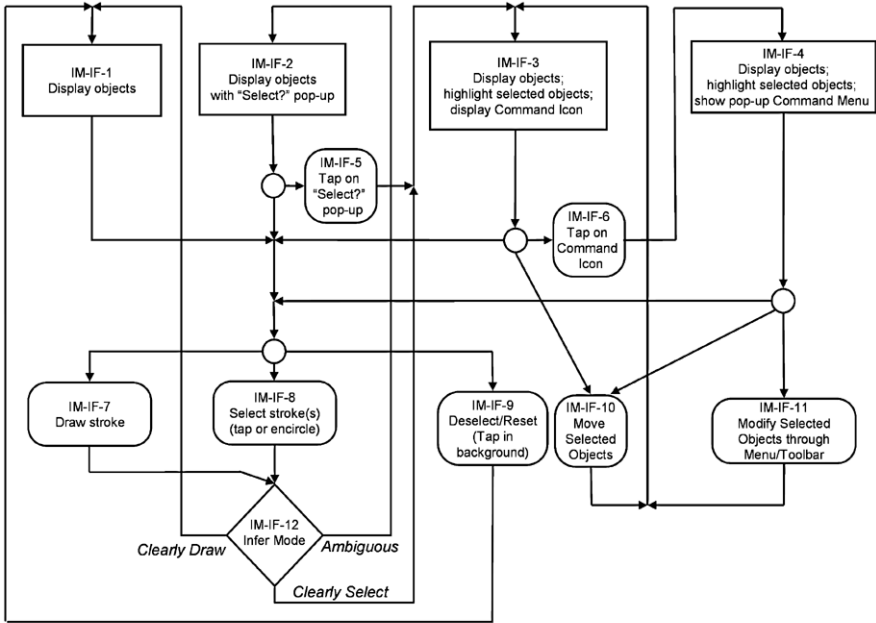 IM-IF-1
Display objects
IM-IF-2
Display objects
with “Select?” pop-up
IM-IF-3
Display objects;
highlight selected objects;
display Command Icon
IM-IF-4
Display objects;
highlight selected objects;
show pop-up Command Menu
IM-IF-5
Tap on
“Select?”
pop-up
IM-IF-6
Tap on
Command
Icon
IM-IF-7
Draw stroke
IM-IF-8
Select stroke(s)
(tap or encircle)
IM-IF-9
Deselect/Reset
(Tap in
background)
IM-IF-10
Move
Selected
Objects
IM-IF-11
Modify Selected
Objects through
Menu/Toolbar
IM-IF-12
Infer Mode
Clearly Draw
Ambiguous
Clearly Select